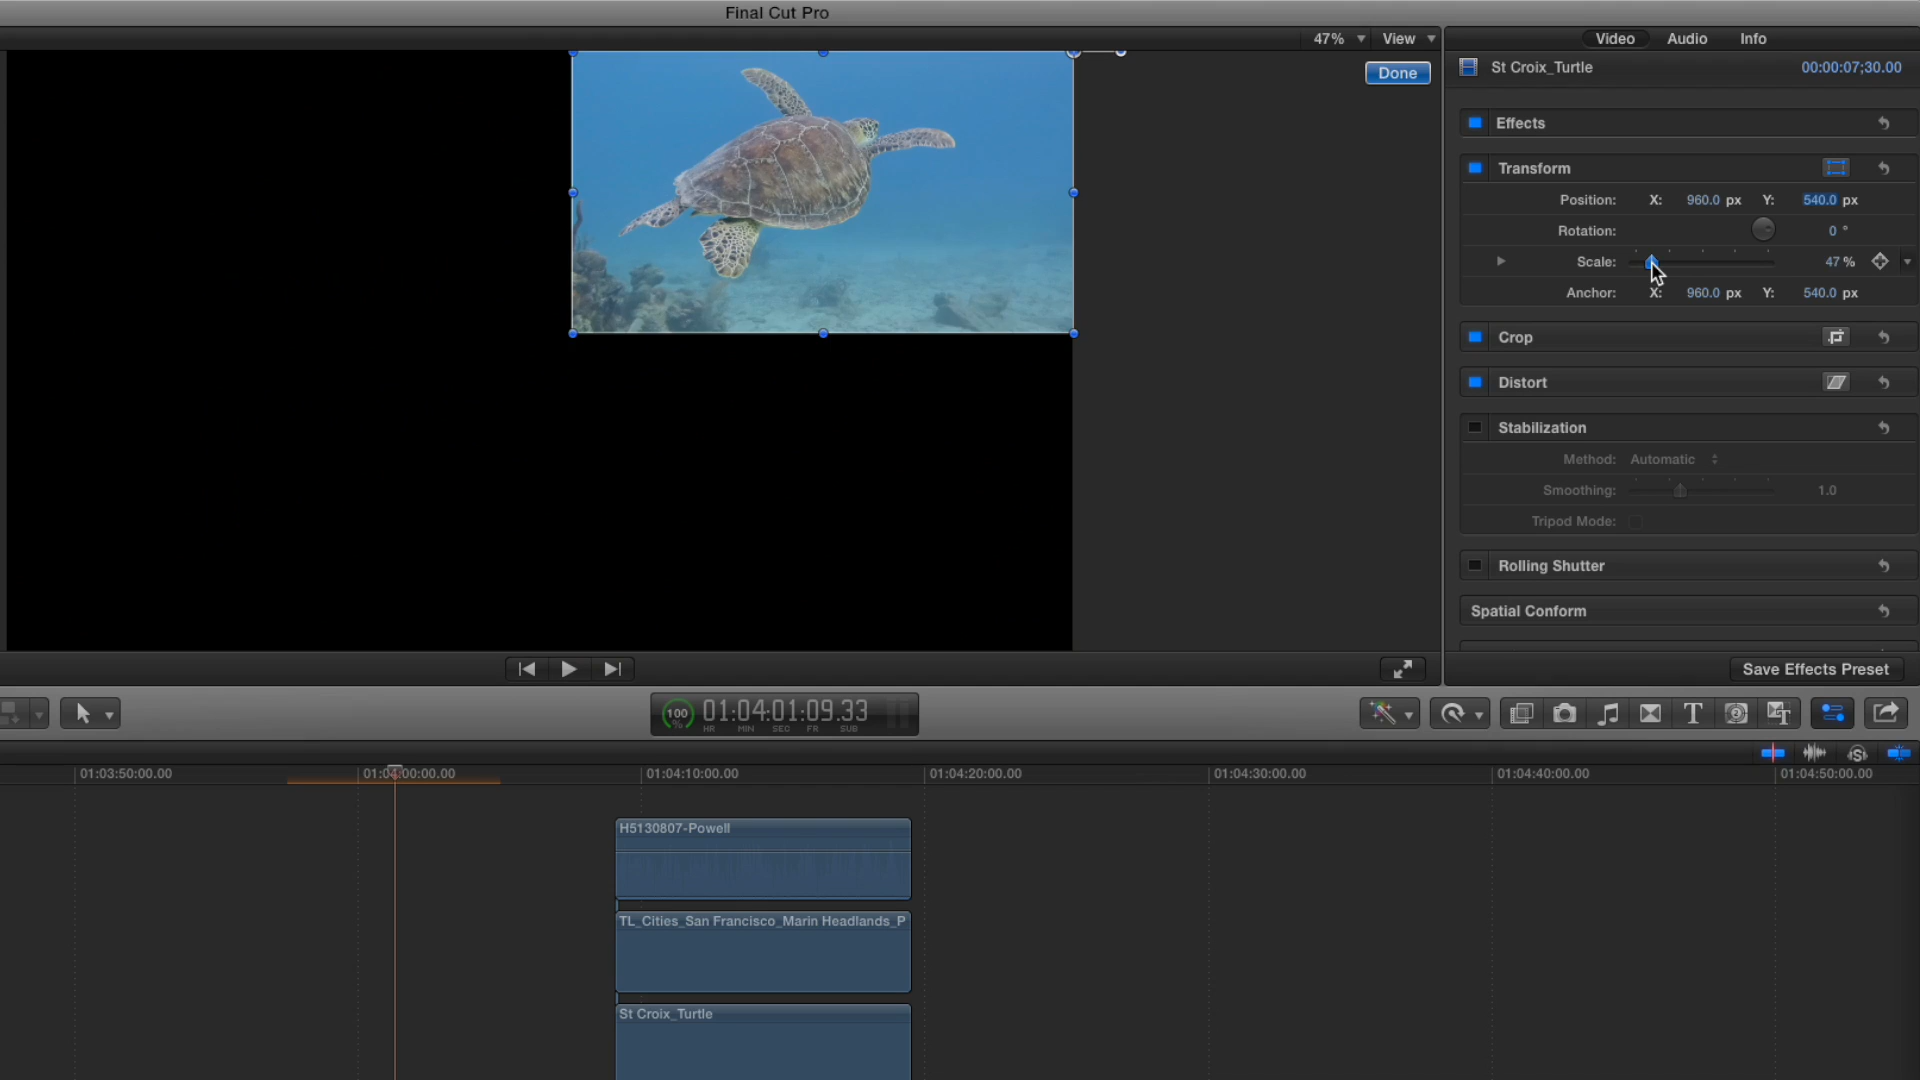 Final Cut Pro
47% View
Done
Video Audio Info
St Croix_Turtle 00:00:07;30.00
Effects
Transform
Position: X: 960.0 px Y: 540.0 px
Rotation: 0 °
Scale: 47 %
Anchor: X: 960.0 px Y: 540.0 px
Crop
Distort
Stabilization
Method: Automatic
Smoothing: 1.0
Tripod Mode:
Rolling Shutter
Spatial Conform
Save Effects Preset
100 % 01:04:01:09.33
HR MIN SEC FR SUB
01:03:50:00.00 01:04:00:00.00 01:04:10:00.00 01:04:20:00.00 01:04:30:00.00 01:04:40:00.00 01:04:50:00.00
H5130807-Powell
TL_Cities_San Francisco_Marin Headlands_P
St Croix_Turtle